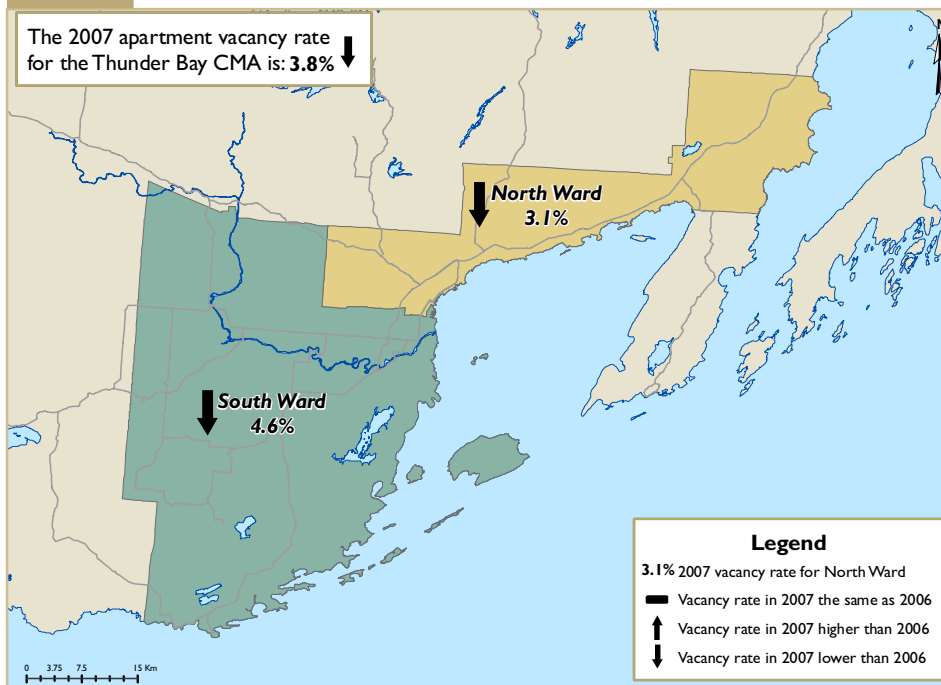 The 2007 apartment vacancy rate
for the Thunder Bay CMA is: 3.8%
North Ward
3.1%
South Ward
4.6%
Legend
3.1% 2007 vacancy rate for North Ward
Vacancy rate in 2007 the same as 2006
Vacancy rate in 2007 higher than 2006
Vacancy rate in 2007 lower than 2006
0 3.75 7.5 15 Km